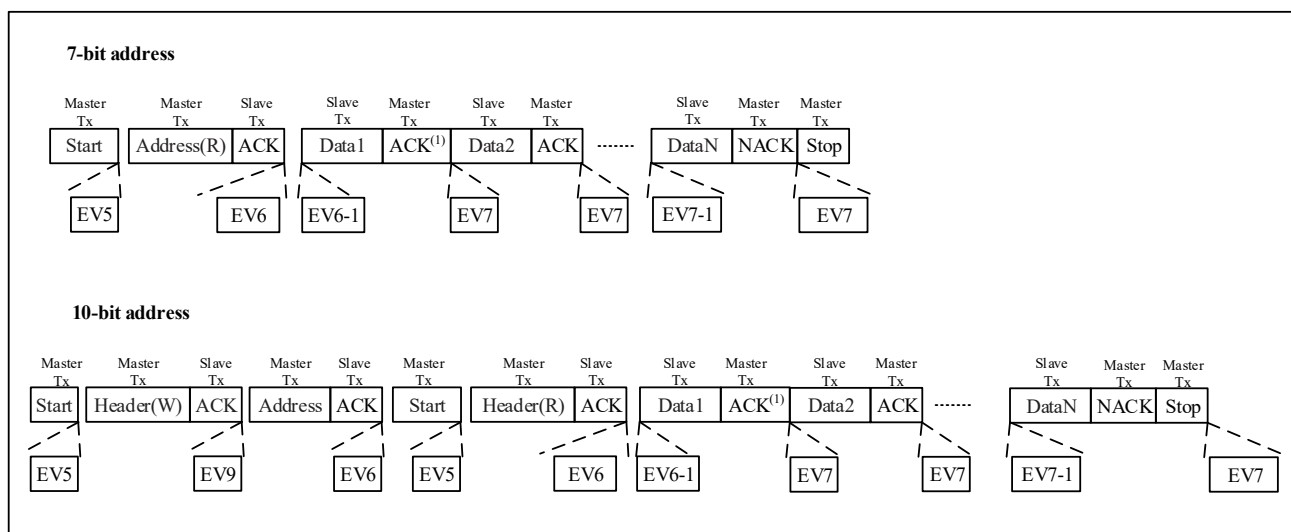 7-bit address
Master Tx Master Tx Slave Tx Slave Tx Master Tx Slave Tx Master Tx Slave Tx Master Tx Master Tx
Start Address(R) ACK Data1 ACK(1) Data2 ACK ........ DataN NACK Stop
EV5 EV6 EV6-1 EV7 EV7 EV7-1 EV7
10-bit address
Master Tx Master Tx Slave Tx Master Tx Slave Tx Master Tx Master Tx Slave Tx Slave Tx Master Tx Slave Tx Master Tx Slave Tx Master Tx Master Tx
Start Header(W) ACK Address ACK Start Header(R) ACK Data1 ACK(1) Data2 ACK ........ DataN NACK Stop
EV5 EV9 EV6 EV5 EV6 EV6-1 EV7 EV7 EV7-1 EV7